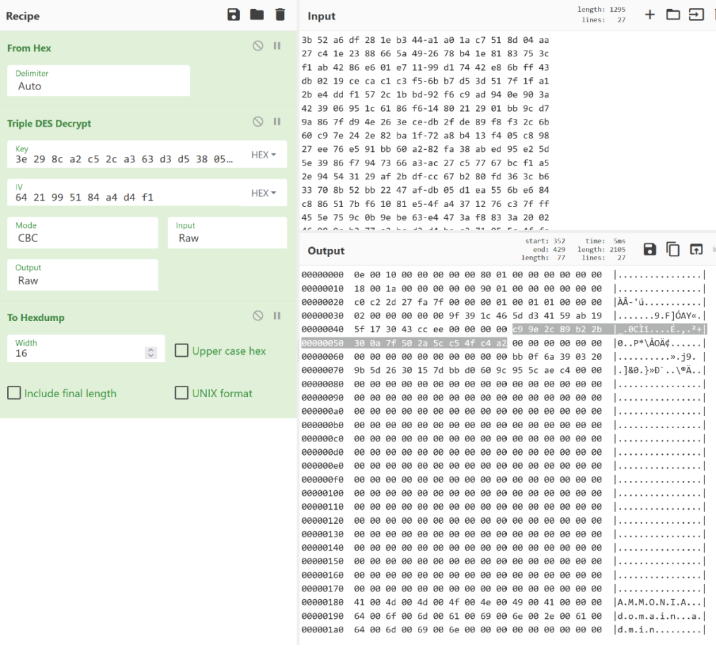 Recipe
From Hex
Delimiter
Auto
Triple DES Decrypt
Key
3e 29 8c a2 c5 2c a3 63 d3 d5 38 05…
HEX
IV
64 21 99 51 84 a4 d4 f1
HEX
Mode
CBC
Input
Raw
Output
Raw
To Hexdump
Width
16
Upper case hex
Include final length
UNIX format
Input
length: 1295
lines: 27
3b 52 a6 df 28 1e b3 44-a1 a0 1a c7 51 8d 04 aa
27 c4 1e 23 88 66 5a 49-26 78 b4 1e 81 83 75 3c
f1 ab 42 86 e6 01 e7 11-99 d1 74 42 e8 6b ff 43
db 02 19 ce ca c1 c3 f5-6b b7 d5 3d 51 7f 1f a1
2b e4 dd f1 57 2c 1b bd-92 f6 c9 ad 94 0e 90 3a
42 39 06 95 1c 61 86 f6-14 80 21 29 01 bb 9c d7
9a 86 7f d9 4e 26 3e ce-db 2f de 89 f8 f3 2c 6b
60 c9 7e 24 2e 82 ba 1f-72 a8 b4 13 f4 05 c8 98
27 ee 76 e5 91 bb 60 a2-82 fa 38 ab ed 95 e2 5d
5e 39 86 f7 94 73 66 a3-ac 27 c5 77 67 bc f1 a5
2e 94 54 31 29 af 2b df-cc 67 b2 80 fd 36 3c b6
33 70 8b 52 bb 22 47 af-db 05 d1 ea 55 6b e6 84
c8 86 51 7b f6 10 81 e5-4f a4 37 12 76 c3 7f ff
45 5e 75 9c 0b 9e be 63-e4 47 3a f8 83 3a 20 02
Output
start: 352
end: 429
length: 77
time: 5ms
length: 2105
lines: 27
00000000 0e 00 10 00 00 00 00 00 80 01 00 00 00 00 00 00 |................|
00000010 18 00 1a 00 00 00 00 00 90 01 00 00 00 00 00 00 |................|
00000020 c0 c2 2d 27 fa 7f 00 00 00 01 00 01 01 00 00 00 |ÀÂ-'ú...........|
00000030 02 00 00 00 00 00 9f 39 1c 46 5d d3 41 59 ab 19 |.......9.F]ÓAY«.|
00000040 5f 17 30 43 cc ee 00 00 00 00 c9 9e 2c 89 b2 2b |_.0CÌî....É.,.²+|
00000050 30 0a 7f 50 2a 5c c5 4f c4 a2 00 00 00 00 00 00 |0..P*\ÅOÄ¢......|
00000060 00 00 00 00 00 00 00 00 00 00 bb 0f 6a 39 03 20 |..........».j9. |
00000070 9b 5d 26 30 15 7d bb d0 60 9c 95 5c ae c4 00 00 |.]&0.}»Ð`..\®Ä..|
00000080 00 00 00 00 00 00 00 00 00 00 00 00 00 00 00 00 |................|
00000090 00 00 00 00 00 00 00 00 00 00 00 00 00 00 00 00 |................|
000000a0 00 00 00 00 00 00 00 00 00 00 00 00 00 00 00 00 |................|
000000b0 00 00 00 00 00 00 00 00 00 00 00 00 00 00 00 00 |................|
000000c0 00 00 00 00 00 00 00 00 00 00 00 00 00 00 00 00 |................|
000000d0 00 00 00 00 00 00 00 00 00 00 00 00 00 00 00 00 |................|
000000e0 00 00 00 00 00 00 00 00 00 00 00 00 00 00 00 00 |................|
000000f0 00 00 00 00 00 00 00 00 00 00 00 00 00 00 00 00 |................|
00000100 00 00 00 00 00 00 00 00 00 00 00 00 00 00 00 00 |................|
00000110 00 00 00 00 00 00 00 00 00 00 00 00 00 00 00 00 |................|
00000120 00 00 00 00 00 00 00 00 00 00 00 00 00 00 00 00 |................|
00000130 00 00 00 00 00 00 00 00 00 00 00 00 00 00 00 00 |................|
00000140 00 00 00 00 00 00 00 00 00 00 00 00 00 00 00 00 |................|
00000150 00 00 00 00 00 00 00 00 00 00 00 00 00 00 00 00 |................|
00000160 00 00 00 00 00 00 00 00 00 00 00 00 00 00 00 00 |................|
00000170 00 00 00 00 00 00 00 00 00 00 00 00 00 00 00 00 |................|
00000180 41 00 4d 00 4d 00 4f 00 4e 00 49 00 41 00 00 00 |A.M.M.O.N.I.A...|
00000190 64 00 6f 00 6d 00 61 00 69 00 6e 00 2e 00 61 00 |d.o.m.a.i.n...a.|
000001a0 64 00 6d 00 69 00 6e 00 00 00 00 00 00 00 00 00 |d.m.i.n.........|